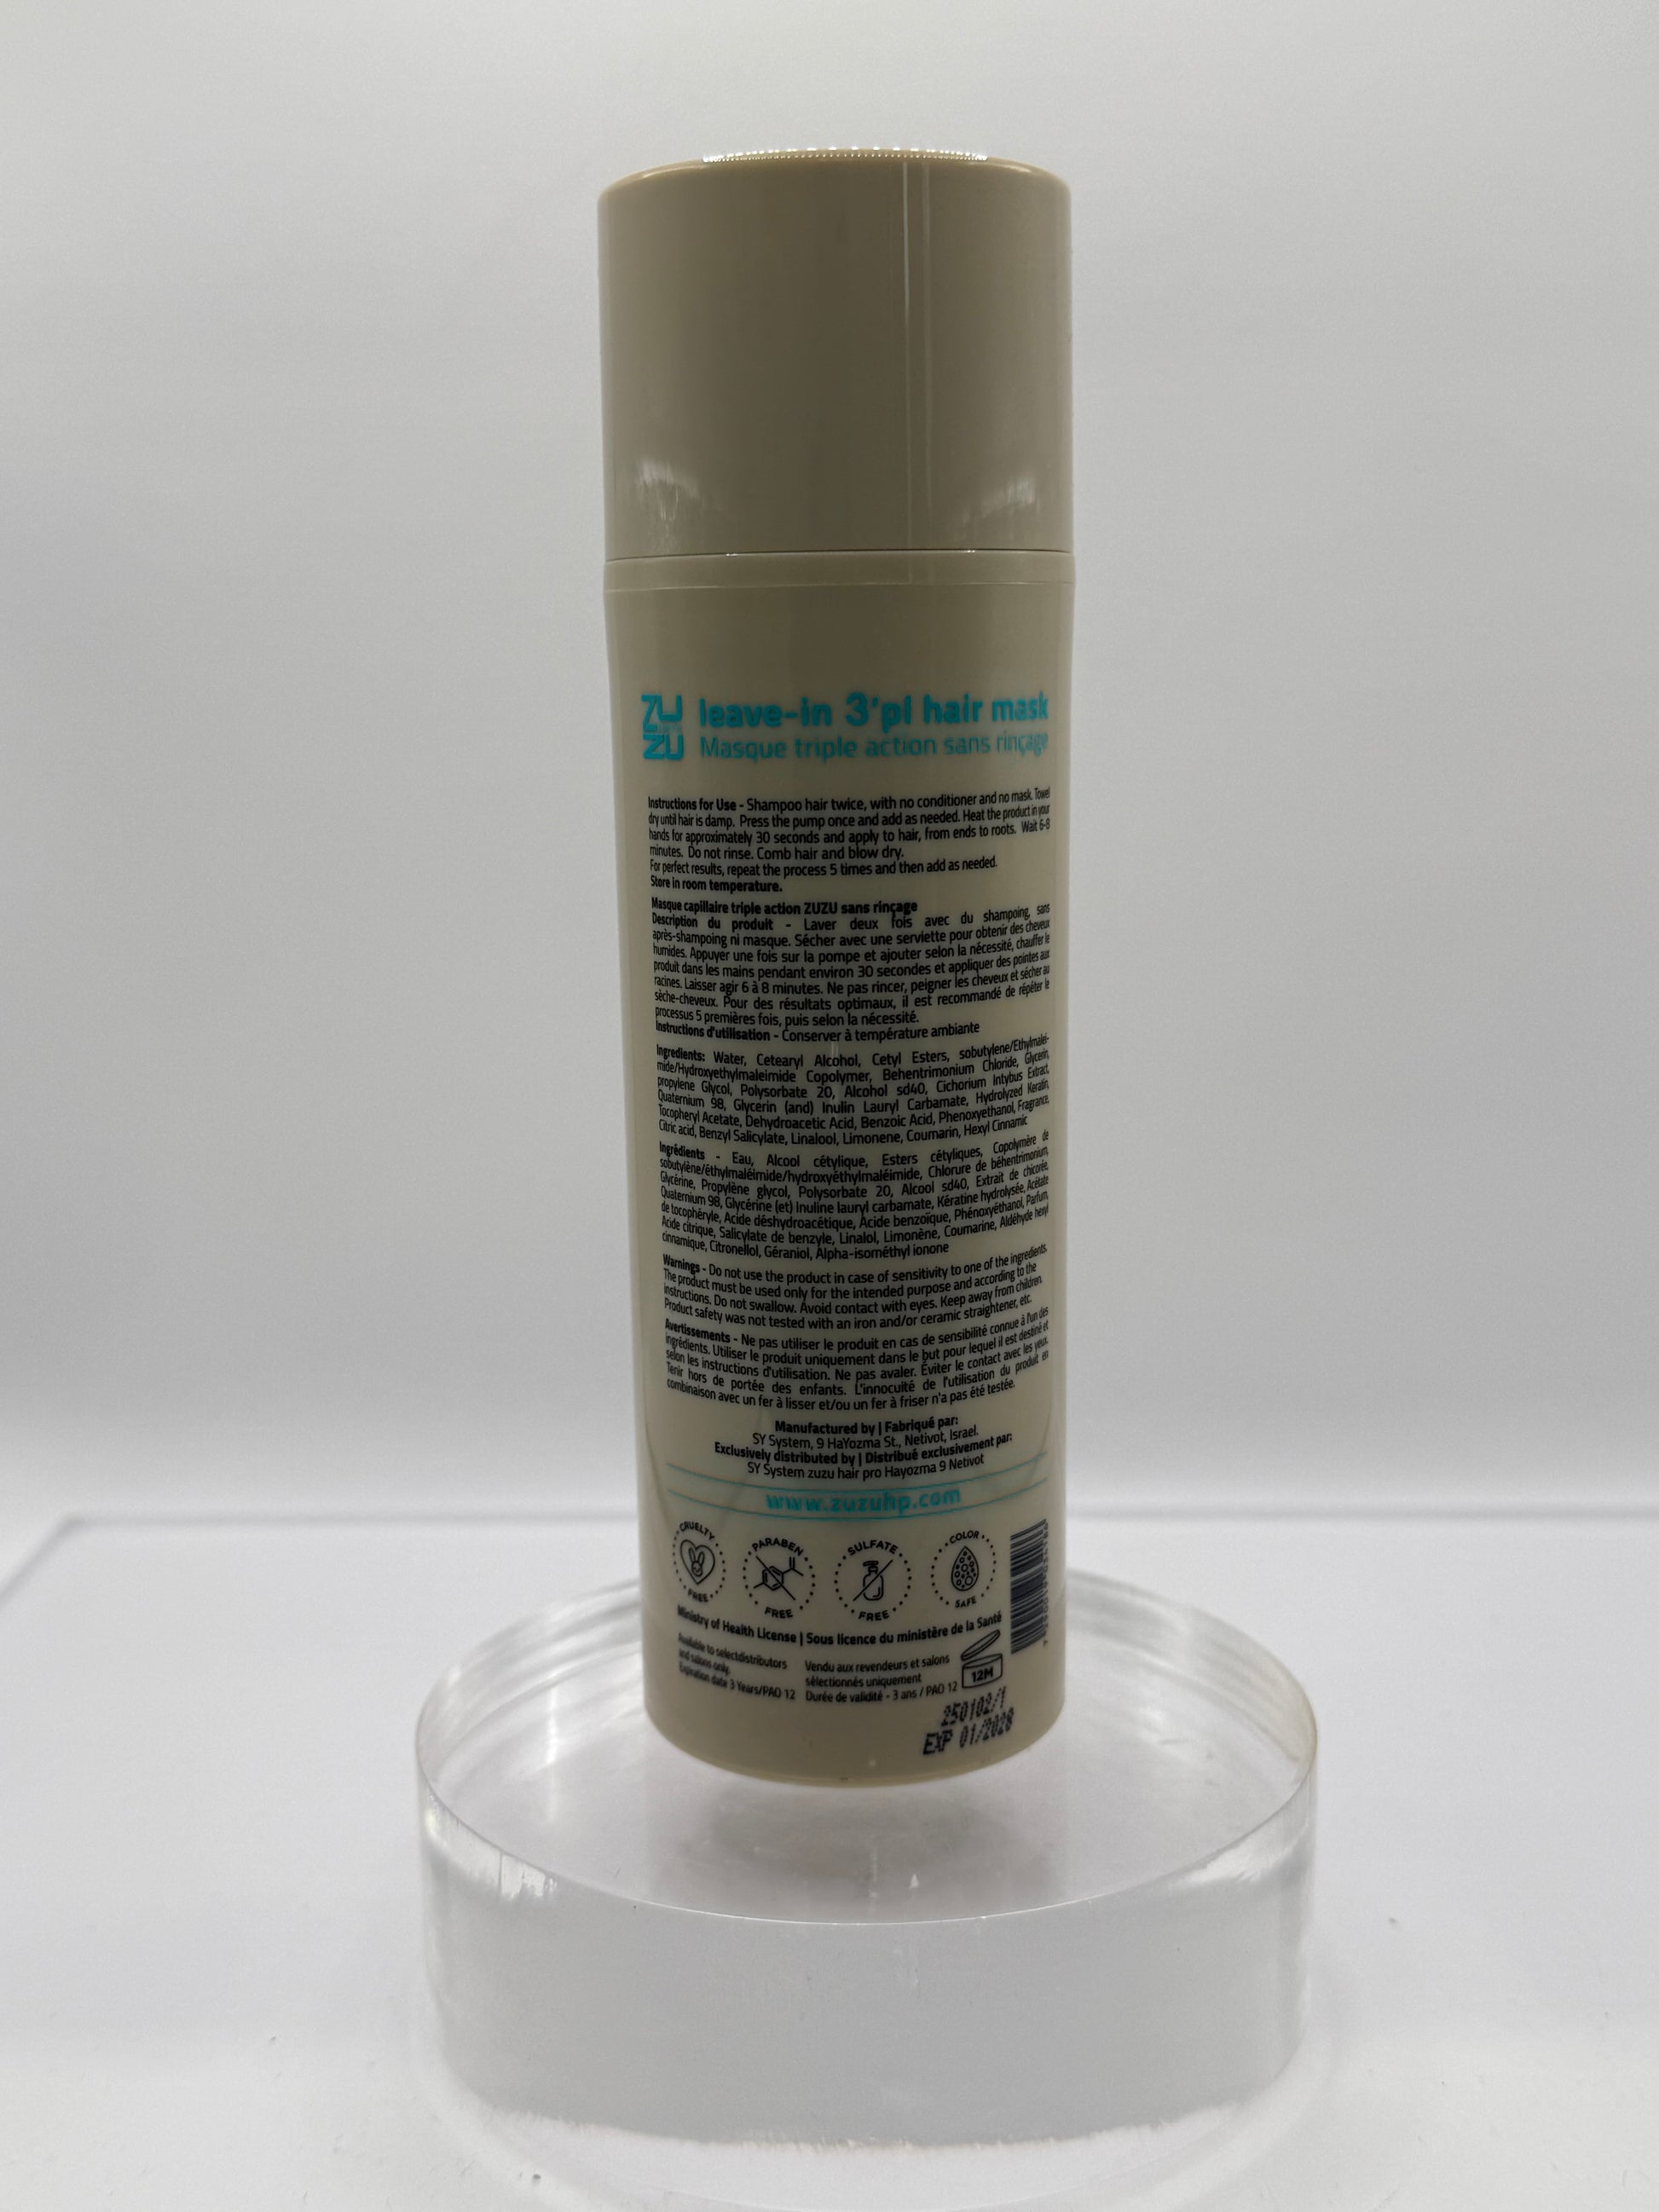 ZU
ZU
leave-in 3'pl hair mask
Masque triple action sans rinçage
Instructions for Use - Shampoo hair twice, with no conditioner and no mask. Towel
dry until hair is damp. Press the pump once and add as needed. Heat the product in your
hands for approximately 30 seconds and apply to hair, from ends to roots. Wait 6-8
minutes. Do not rinse. Comb hair and blow dry.
For perfect results, repeat the process 5 times and then add as needed.
Store in room temperature.
Masque capillaire triple action ZUZU sans rinçage
Description du produit - Laver deux fois avec du shampoing, sans
après-shampoing ni masque. Sécher avec une serviette pour obtenir des cheveux
humides. Appuyer une fois sur la pompe et ajouter selon la nécessité, chauffer le
produit dans les mains pendant environ 30 secondes et appliquer des pointes aux
racines. Laisser agir 6 à 8 minutes. Ne pas rincer, peigner les cheveux et sécher au
sèche-cheveux. Pour des résultats optimaux, il est recommandé de répéter le
processus 5 premières fois, puis selon la nécessité.
Instructions d'utilisation - Conserver à température ambiante
Ingredients: Water, Cetearyl Alcohol, Cetyl Esters, sobutylene/Ethylmalei-
mide/Hydroxyethylmaleimide Copolymer, Behentrimonium Chloride, Glycerin,
propylene Glycol, Polysorbate 20, Alcohol sd40, Cichorium Intybus Extract,
Quaternium 98, Glycerin (and) Inulin Lauryl Carbamate, Hydrolyzed Keratin,
Tocopheryl Acetate, Dehydroacetic Acid, Benzoic Acid, Phenoxyethanol, Fragrance,
Citric acid, Benzyl Salicylate, Linalool, Limonene, Coumarin, Hexyl Cinnamic
Ingrédients - Eau, Alcool cétylique, Esters cétyliques, Copolymère de
sobutylène/éthylmaléimide/hydroxyéthylmaléimide, Chlorure de béhentrimonium,
Glycérine, Propylène glycol, Polysorbate 20, Alcool sd40, Extrait de chicorée,
Quaternium 98, Glycérine (et) Inuline lauryl carbamate, Kératine hydrolysée, Acétate
de tocophéryle, Acide déshydroacétique, Acide benzoïque, Phénoxyéthanol, Parfum,
Acide citrique, Salicylate de benzyle, Linalol, Limonène, Coumarine, Aldéhyde hexyl
cinnamique, Citronellol, Géraniol, Alpha-isométhyl ionone
Warnings - Do not use the product in case of sensitivity to one of the ingredients.
The product must be used only for the intended purpose and according to the
instructions. Do not swallow. Avoid contact with eyes. Keep away from children.
Product safety was not tested with an iron and/or ceramic straightener, etc.
Avertissements - Ne pas utiliser le produit en cas de sensibilité connue à l'un des
ingrédients. Utiliser le produit uniquement dans le but pour lequel il est destiné et
selon les instructions d'utilisation. Ne pas avaler. Éviter le contact avec les yeux.
Tenir hors de portée des enfants. L'innocuité de l'utilisation du produit en
combinaison avec un fer à lisser et/ou un fer à friser n'a pas été testée.
Manufactured by | Fabriqué par:
SY System, 9 HaYozma St., Netivot, Israel.
Exclusively distributed by | Distribué exclusivement par:
SY System zuzu hair pro Hayozma 9 Netivot
www.zuzuhp.com
CRUELTY FREE
PARABEN FREE
SULFATE FREE
COLOR SAFE
Ministry of Health License | Sous licence du ministère de la Santé
Available to selectdistributors
and salons only.
Expiration date 3 Years/PAO 12
Vendu aux revendeurs et salons
sélectionnés uniquement
Durée de validité - 3 ans / PAO 12
12M
250102/1
EXP 01/2028